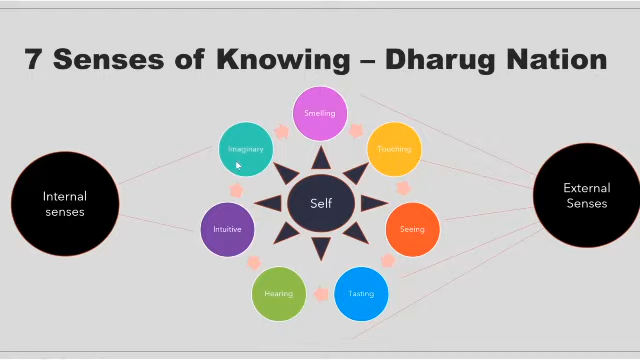 7 Senses of Knowing – Dharug Nation
Smelling
Imaginary
Touching
Internal
senses
Self
External
Senses
Intuitive
Seeing
Hearing
Tasting